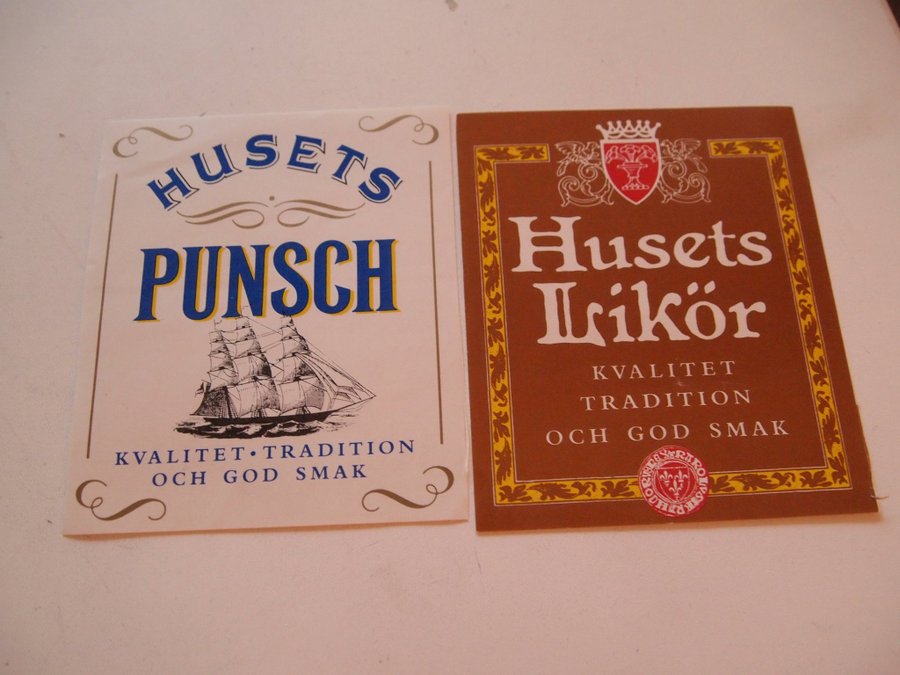 HUSETS
PUNSCH
KVALITET · TRADITION
OCH GOD SMAK
Husets
Likör
KVALITET
TRADITION
OCH GOD SMAK